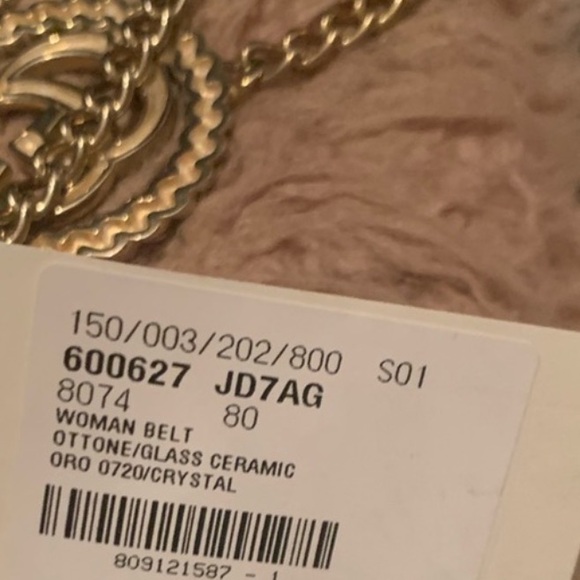 150/003/202/800 S01
600627 JD7AG
8074 80
WOMAN BELT
OTTONE/GLASS CERAMIC
ORO 0720/CRYSTAL
809121587 - 1